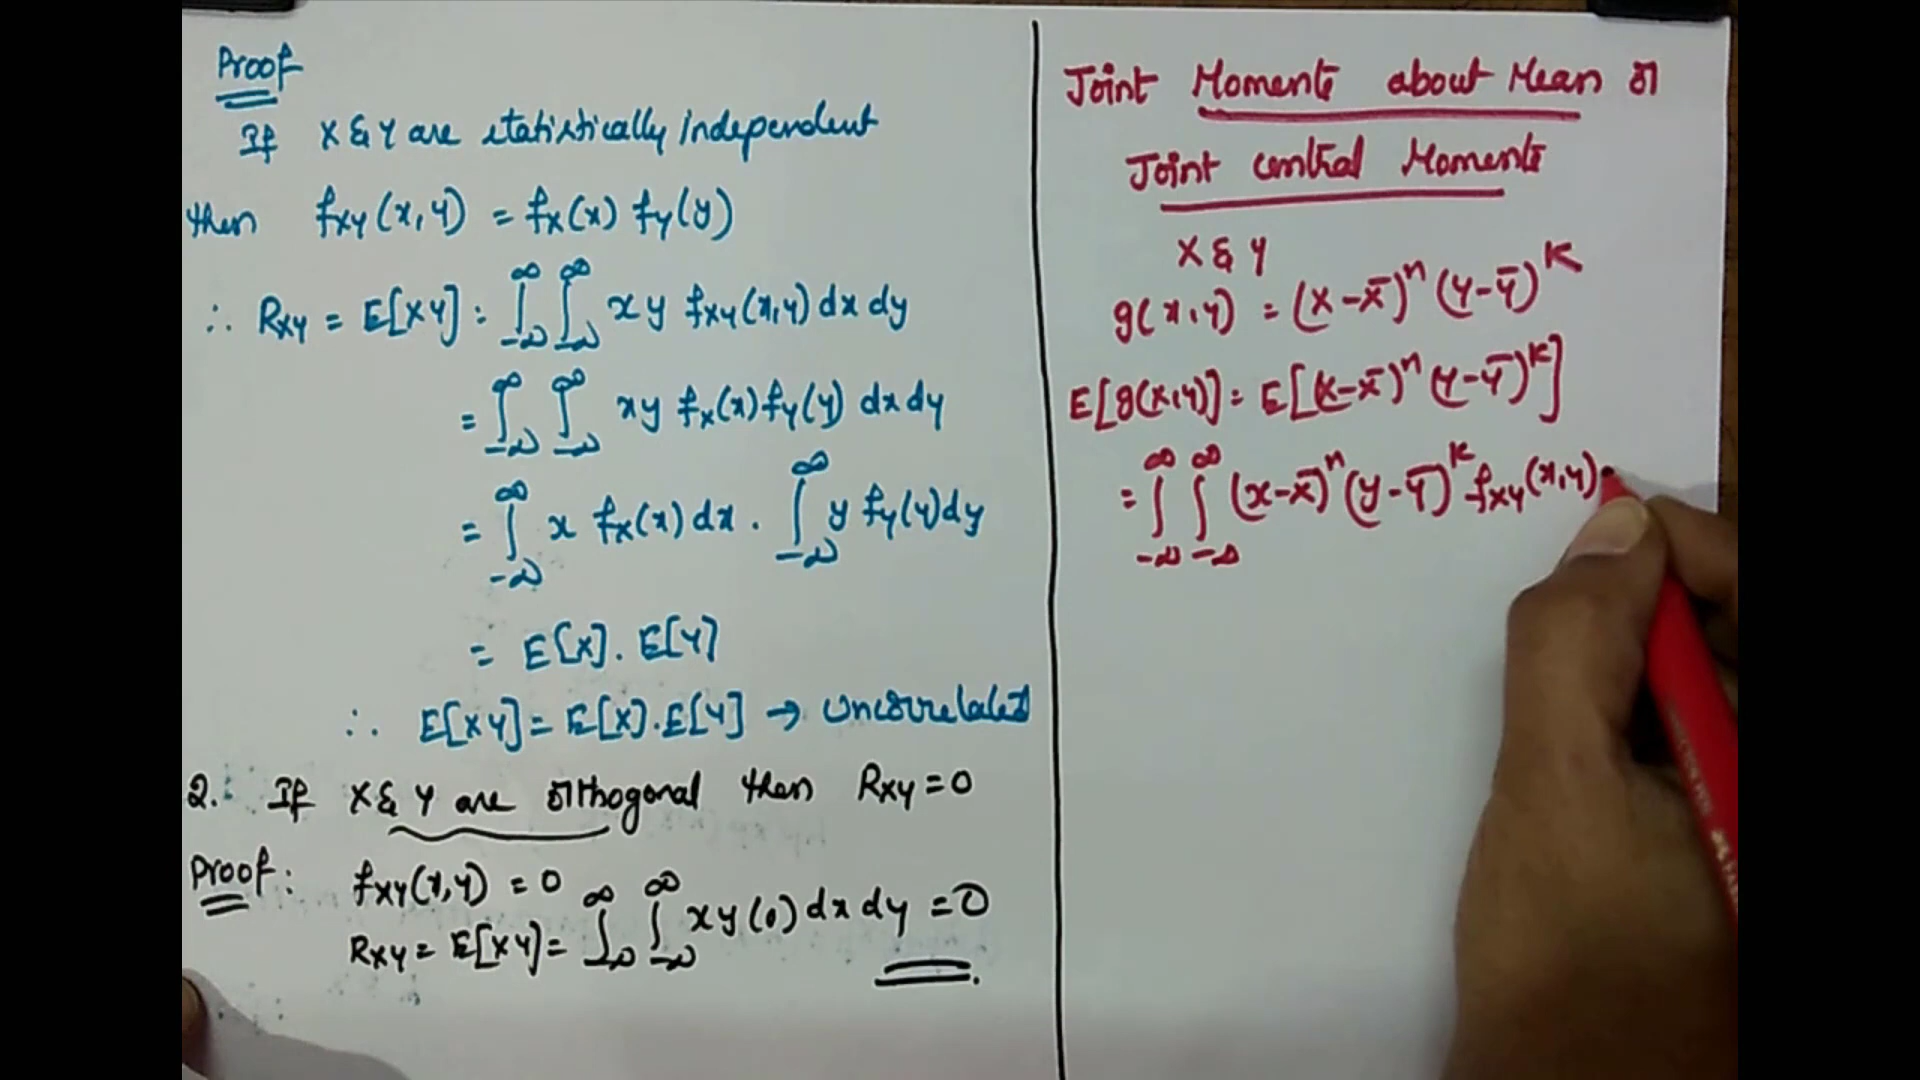 Proof
If X & Y are statistically independent
then fXY(x,y) = fX(x) fY(y)
∴ RXY = E[XY] = ∫_{-∞}^{∞} ∫_{-∞}^{∞} xy fXY(x,y) dx dy
= ∫_{-∞}^{∞} ∫_{-∞}^{∞} xy fX(x) fY(y) dx dy
= ∫_{-∞}^{∞} x fX(x) dx . ∫_{-∞}^{∞} y fY(y) dy
= E[X] . E[Y]
∴ E[XY] = E[X] . E[Y] → Uncorrelated
2. If X & Y are orthogonal then RXY = 0
Proof : fXY(x,y) = 0
RXY = E[XY] = ∫_{-∞}^{∞} ∫_{-∞}^{∞} xy (0) dx dy = 0
Joint Moments about Mean or
Joint central Moments
X & Y
g(x,y) = (X-X̄)^n (Y-Ȳ)^K
E[g(x,y)] = E[(X-X̄)^n (Y-Ȳ)^K]
= ∫_{-∞}^{∞} ∫_{-∞}^{∞} (x-X̄)^n (y-Ȳ)^K fXY(x,y)